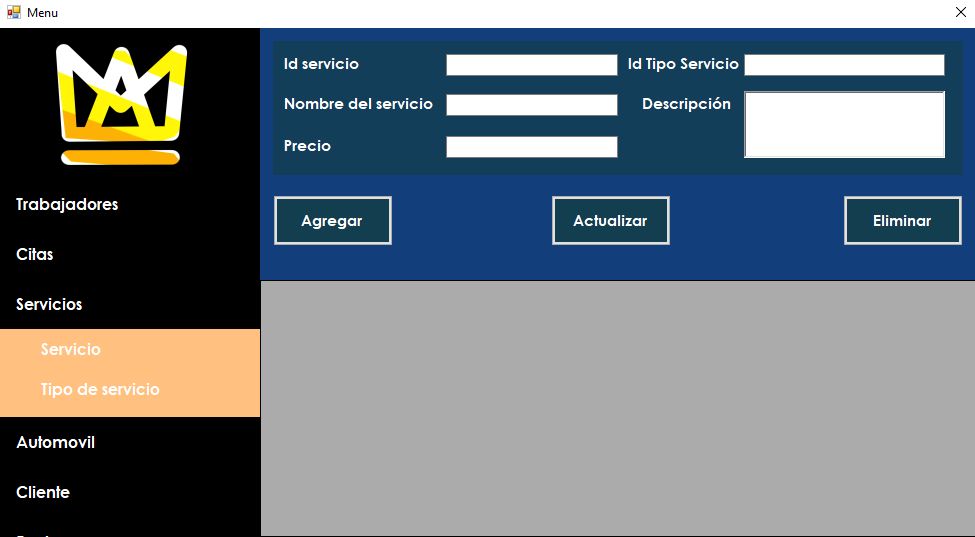 Menu
Trabajadores
Citas
Servicios
Servicio
Tipo de servicio
Automovil
Cliente
Id servicio
Id Tipo Servicio
Nombre del servicio
Descripción
Precio
Agregar
Actualizar
Eliminar